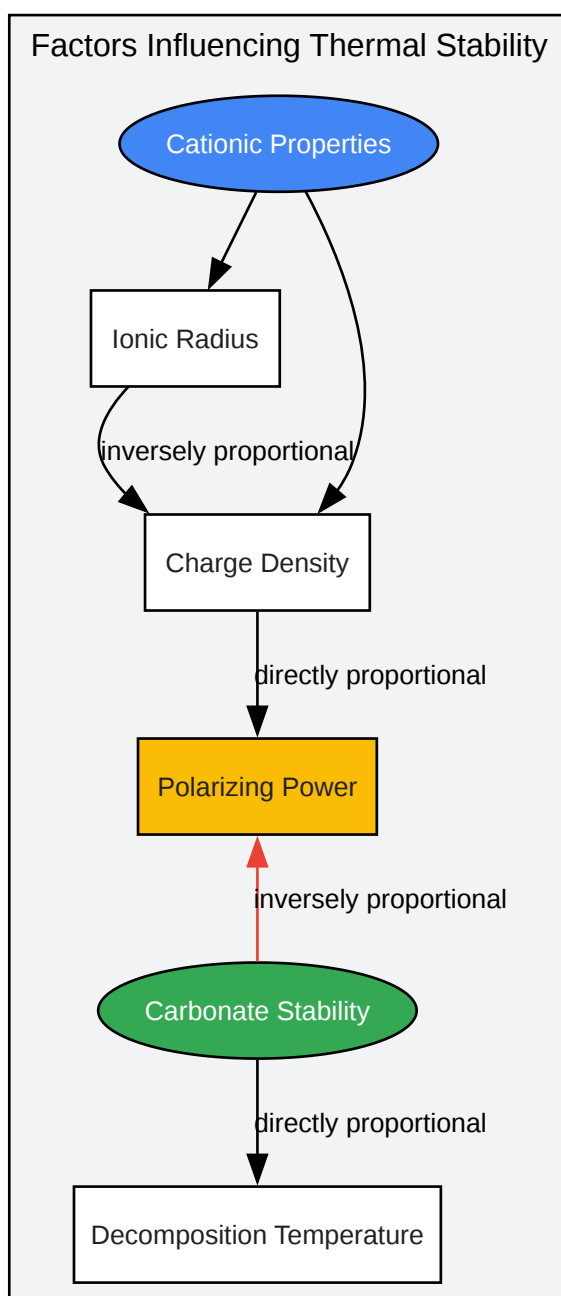 Factors Influencing Thermal Stability
Cationic Properties
Ionic Radius
inversely proportional
Charge Density
directly proportional
Polarizing Power
inversely proportional
Carbonate Stability
directly proportional
Decomposition Temperature